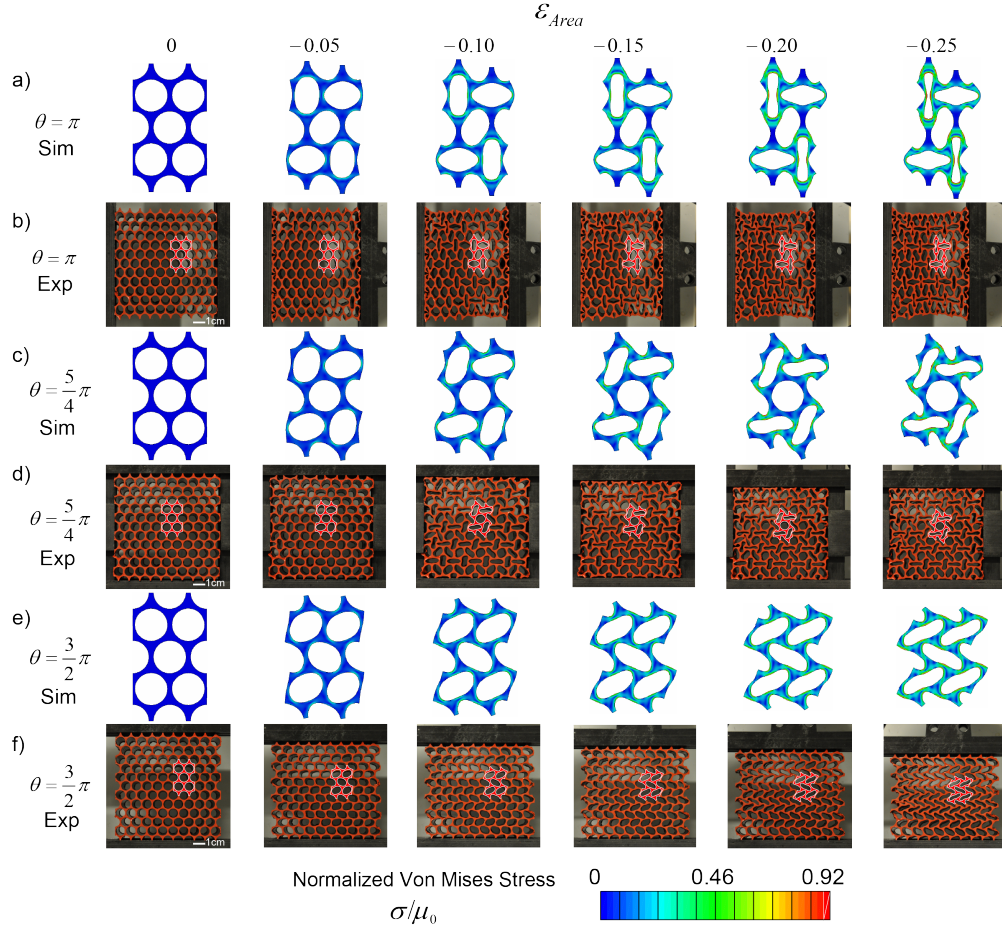 ε_Area
0 −0.05 −0.10 −0.15 −0.20 −0.25
a)
θ = π
Sim
b)
θ = π
Exp
1cm
c)
θ = 5/4 π
Sim
d)
θ = 5/4 π
Exp
1cm
e)
θ = 3/2 π
Sim
f)
θ = 3/2 π
Exp
1cm
Normalized Von Mises Stress
σ/μ₀
0 0.46 0.92